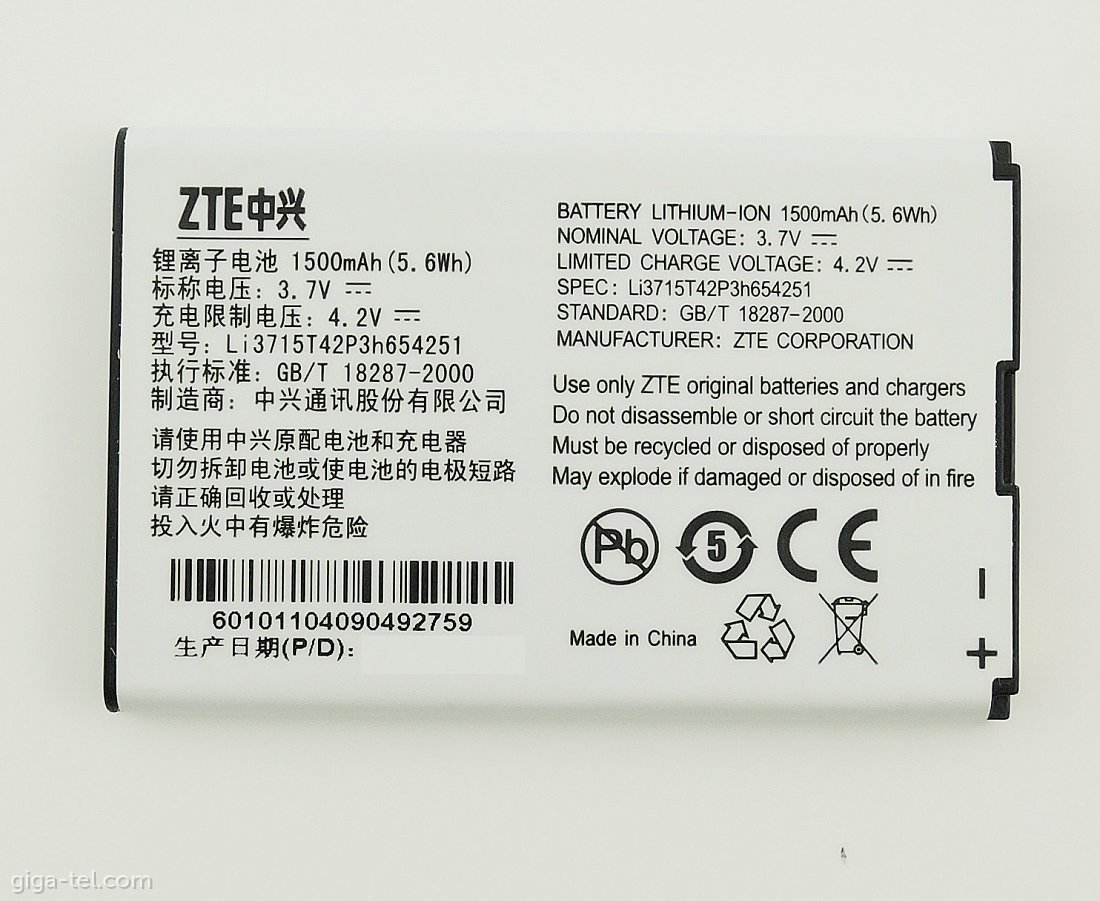 ZTE中兴
锂离子电池 1500mAh(5.6Wh)
标称电压: 3.7V
充电限制电压: 4.2V
型号: Li3715T42P3h654251
执行标准: GB/T 18287-2000
制造商: 中兴通讯股份有限公司
请使用中兴原配电池和充电器
切勿拆卸电池或使电池的电极短路
请正确回收或处理
投入火中有爆炸危险
60101104090492759
生产日期(P/D):
BATTERY LITHIUM-ION 1500mAh(5.6Wh)
NOMINAL VOLTAGE: 3.7V
LIMITED CHARGE VOLTAGE: 4.2V
SPEC: Li3715T42P3h654251
STANDARD: GB/T 18287-2000
MANUFACTURER: ZTE CORPORATION
Use only ZTE original batteries and chargers
Do not disassemble or short circuit the battery
Must be recycled or disposed of properly
May explode if damaged or disposed of in fire
Pb 5 CE
Made in China
- 
+
giga-tel.com